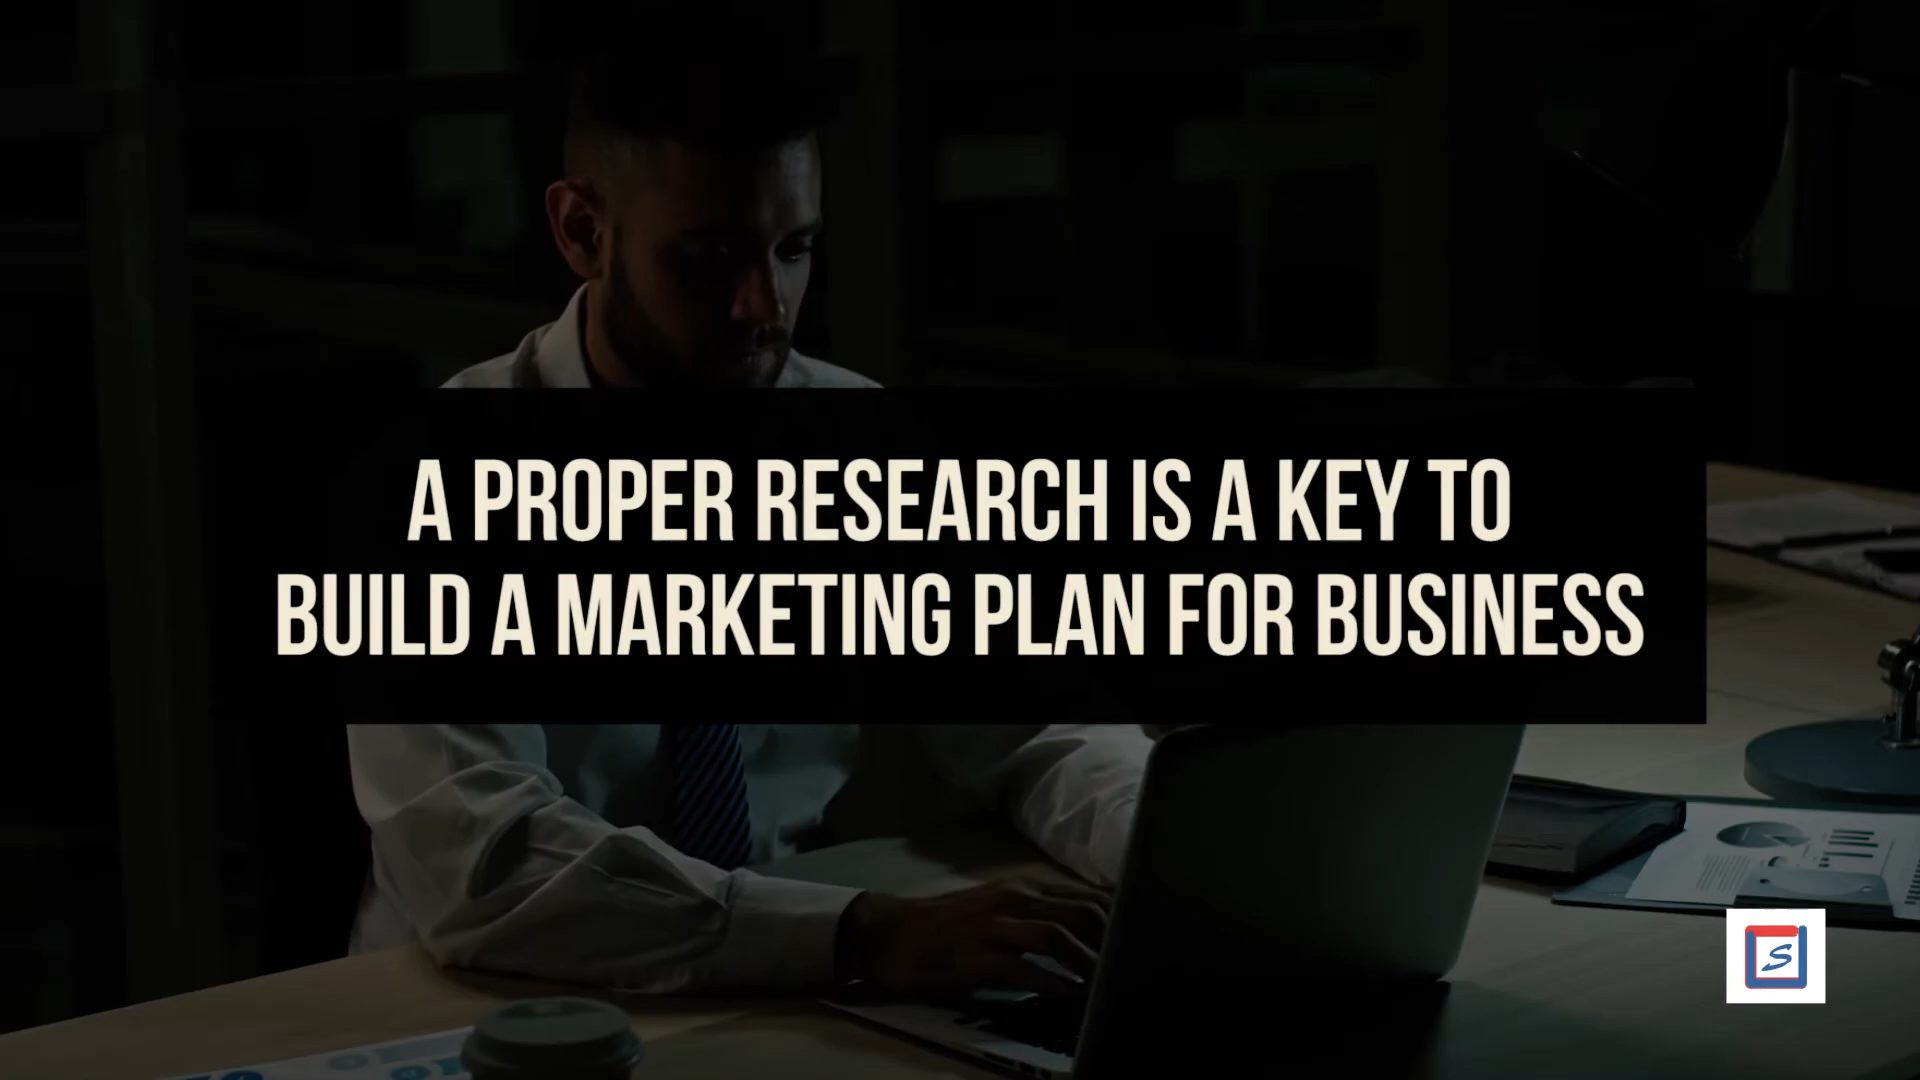 A PROPER RESEARCH IS A KEY TO
BUILD A MARKETING PLAN FOR BUSINESS
S